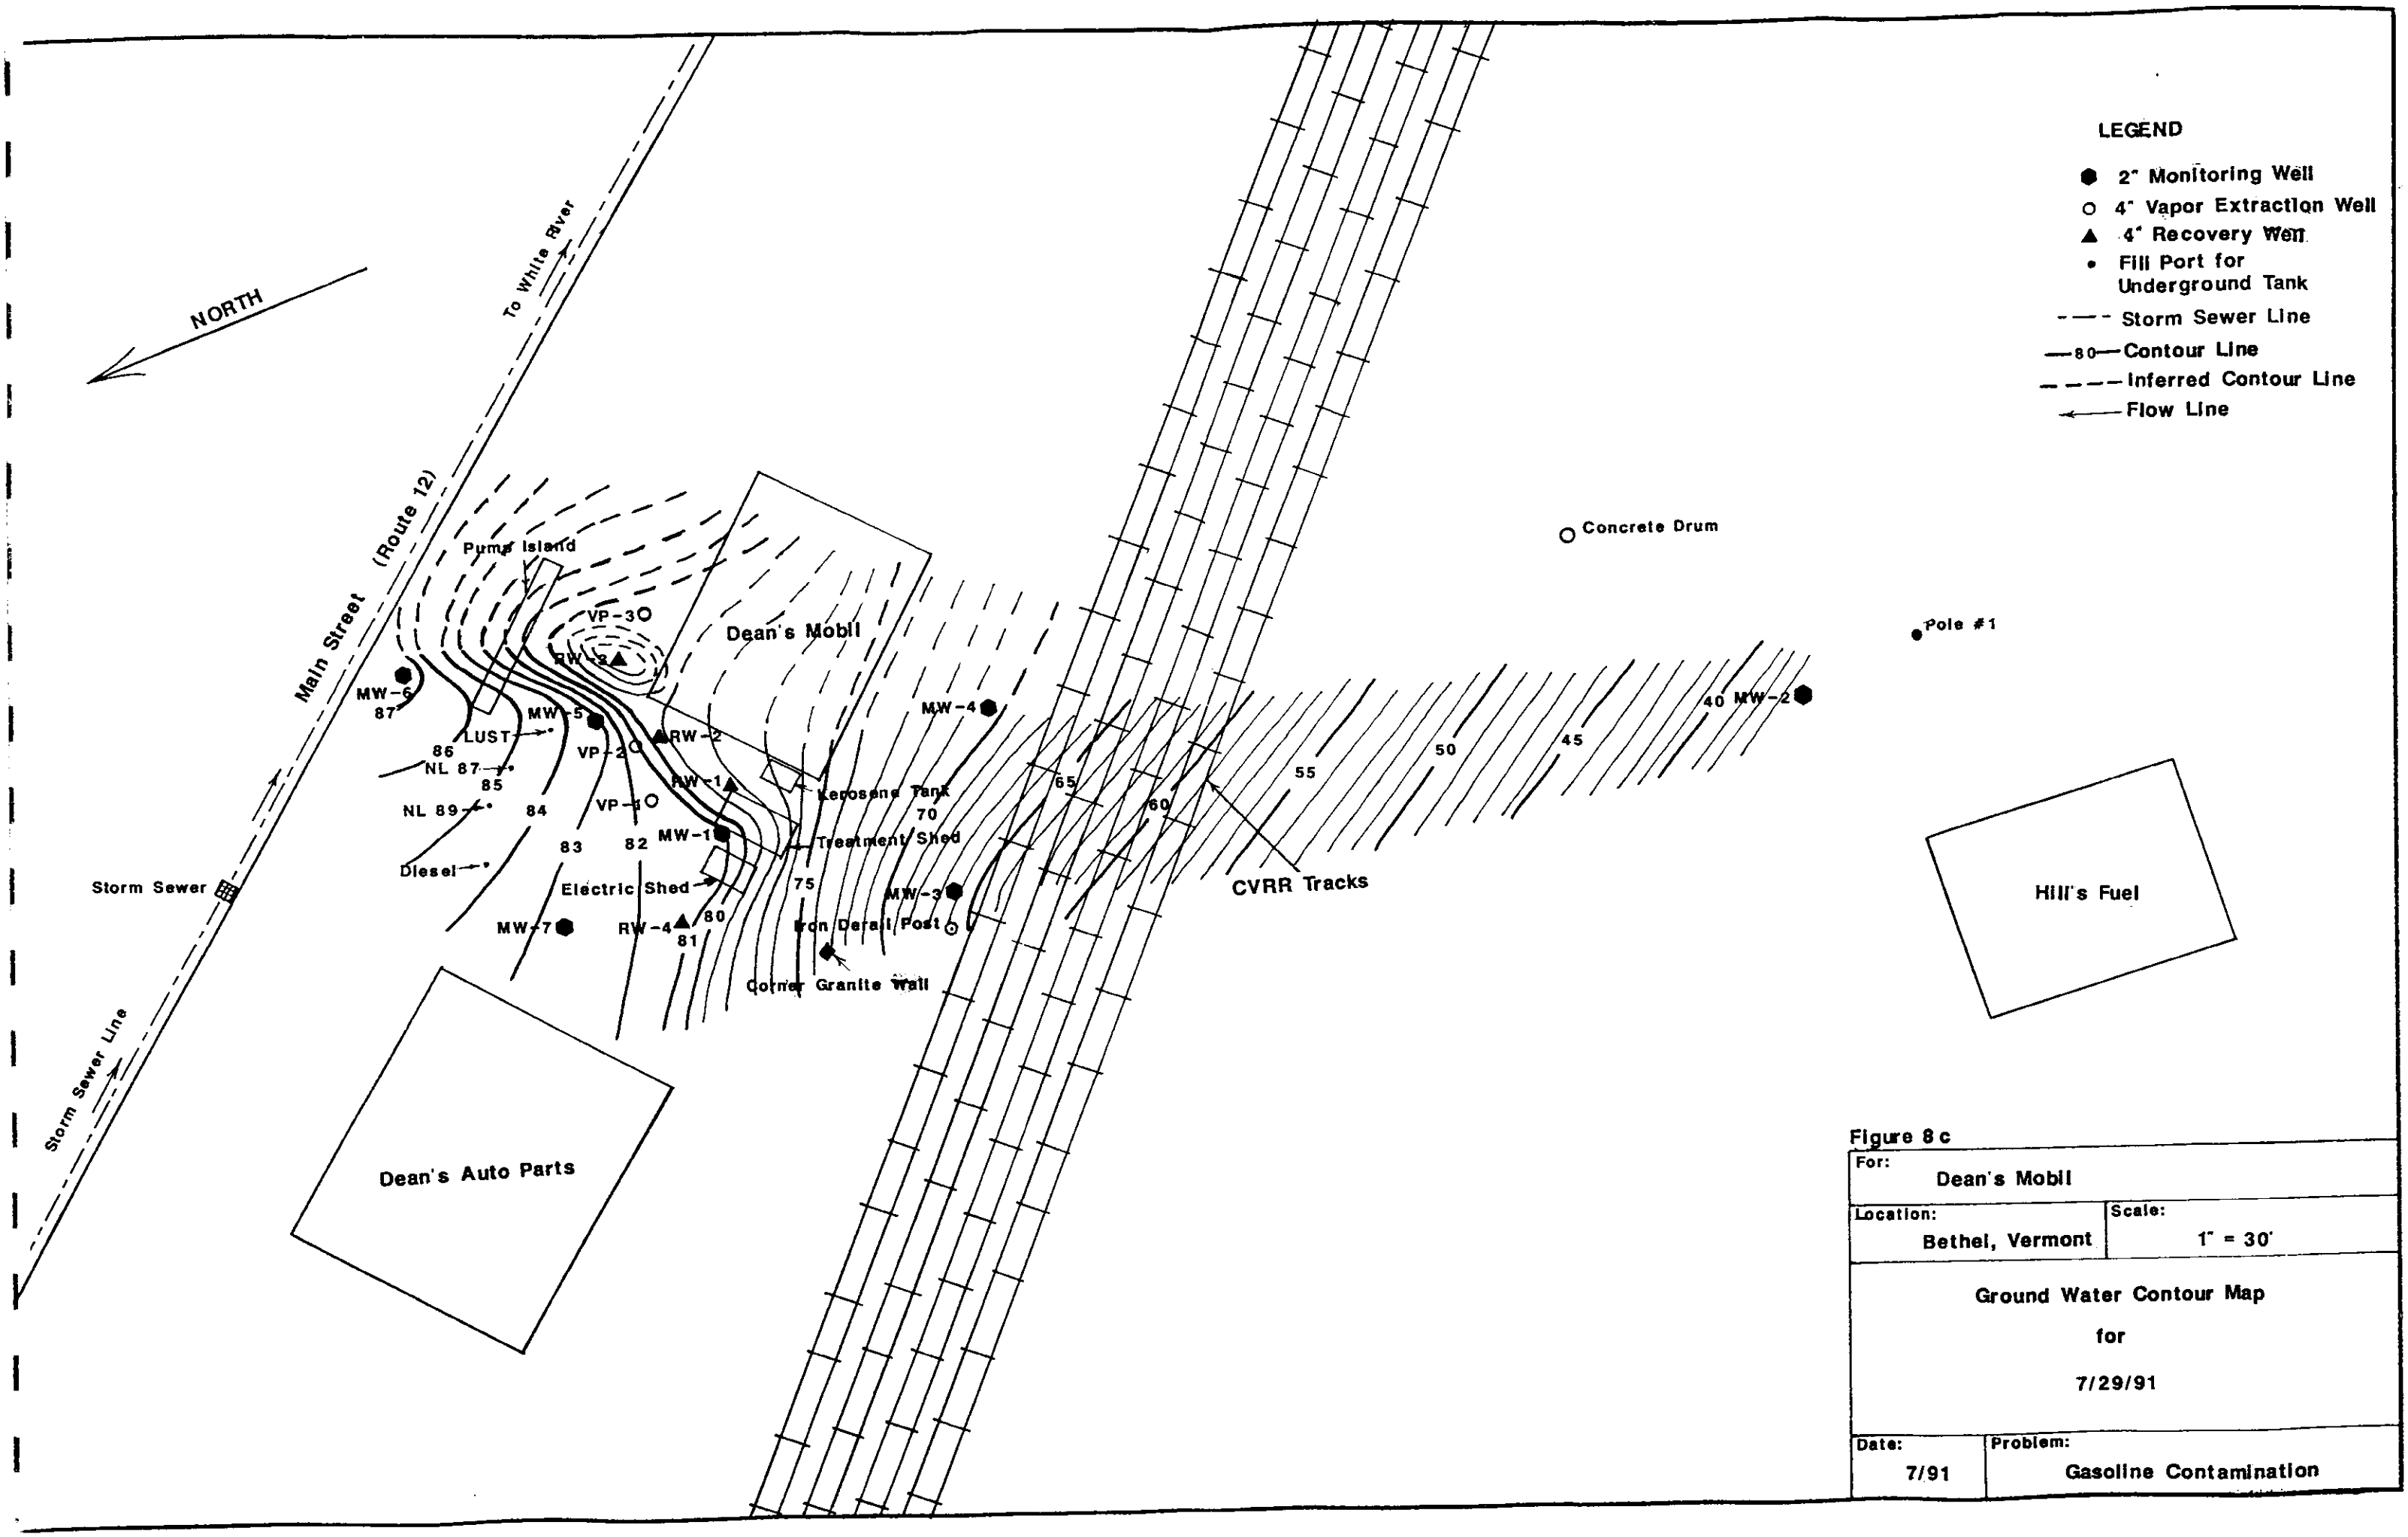 LEGEND
2" Monitoring Well
4" Vapor Extraction Well
4" Recovery Well
Fill Port for
Underground Tank
Storm Sewer Line
80 Contour Line
Inferred Contour Line
Flow Line
NORTH
To White River
Main Street (Route 12)
Pump Island
VP-3
Dean's Mobil
RW-3
MW-6
87
MW-5
LUST
RW-2
VP-2
86
NL 87
85
RW-1
Kerosene Tank
NL 89
84
VP-1
70
MW-1
Treatment Shed
83
82
Diesel
Electric Shed
75
Storm Sewer
MW-7
RW-4
80
81
MW-3
Iron Derail Post
Corner Granite Wall
MW-4
65
60
CVRR Tracks
55
50
45
40
MW-2
Concrete Drum
Pole #1
Hill's Fuel
Storm Sewer Line
Dean's Auto Parts
Figure 8c
For:
Dean's Mobil
Location:
Bethel, Vermont
Scale:
1" = 30'
Ground Water Contour Map
for
7/29/91
Date:
7/91
Problem:
Gasoline Contamination